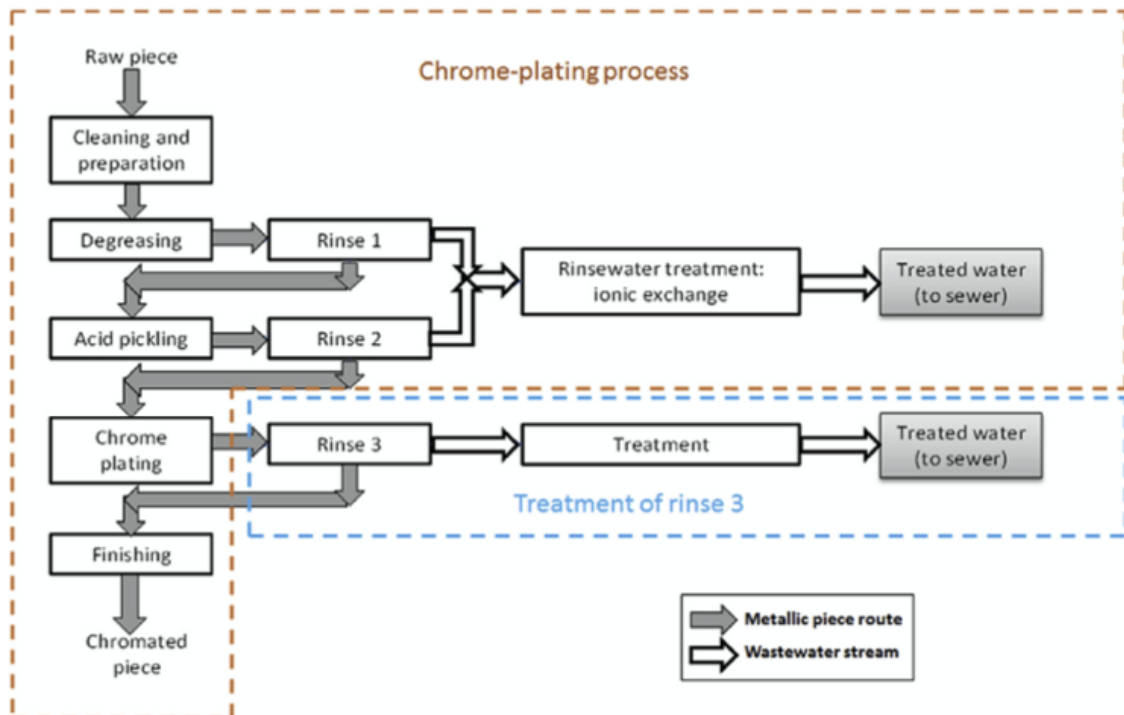 Raw piece
Chrome-plating process
Cleaning and
preparation
Degreasing
Rinse 1
Rinsewater treatment:
ionic exchange
Treated water
(to sewer)
Acid pickling
Rinse 2
Chrome
plating
Rinse 3
Treatment
Treated water
(to sewer)
Treatment of rinse 3
Finishing
Chromated
piece
Metallic piece route
Wastewater stream